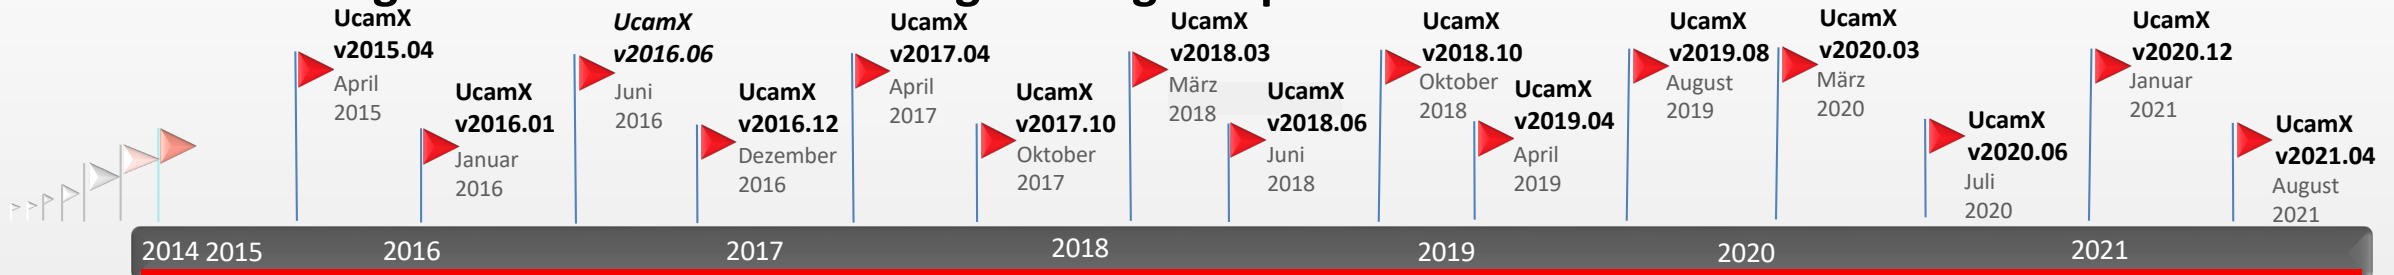 UcamX
v2015.04
April
2015
UcamX
v2016.01
Januar
2016
UcamX
v2016.06
Juni
2016
UcamX
v2016.12
Dezember
2016
UcamX
v2017.04
April
2017
UcamX
v2017.10
Oktober
2017
UcamX
v2018.03
März
2018
UcamX
v2018.06
Juni
2018
UcamX
v2018.10
Oktober
2018
UcamX
v2019.04
April
2019
UcamX
v2019.08
August
2019
UcamX
v2020.03
März
2020
UcamX
v2020.06
Juli
2020
UcamX
v2020.12
Januar
2021
UcamX
v2021.04
August
2021
2014 2015 2016 2017 2018 2019 2020 2021